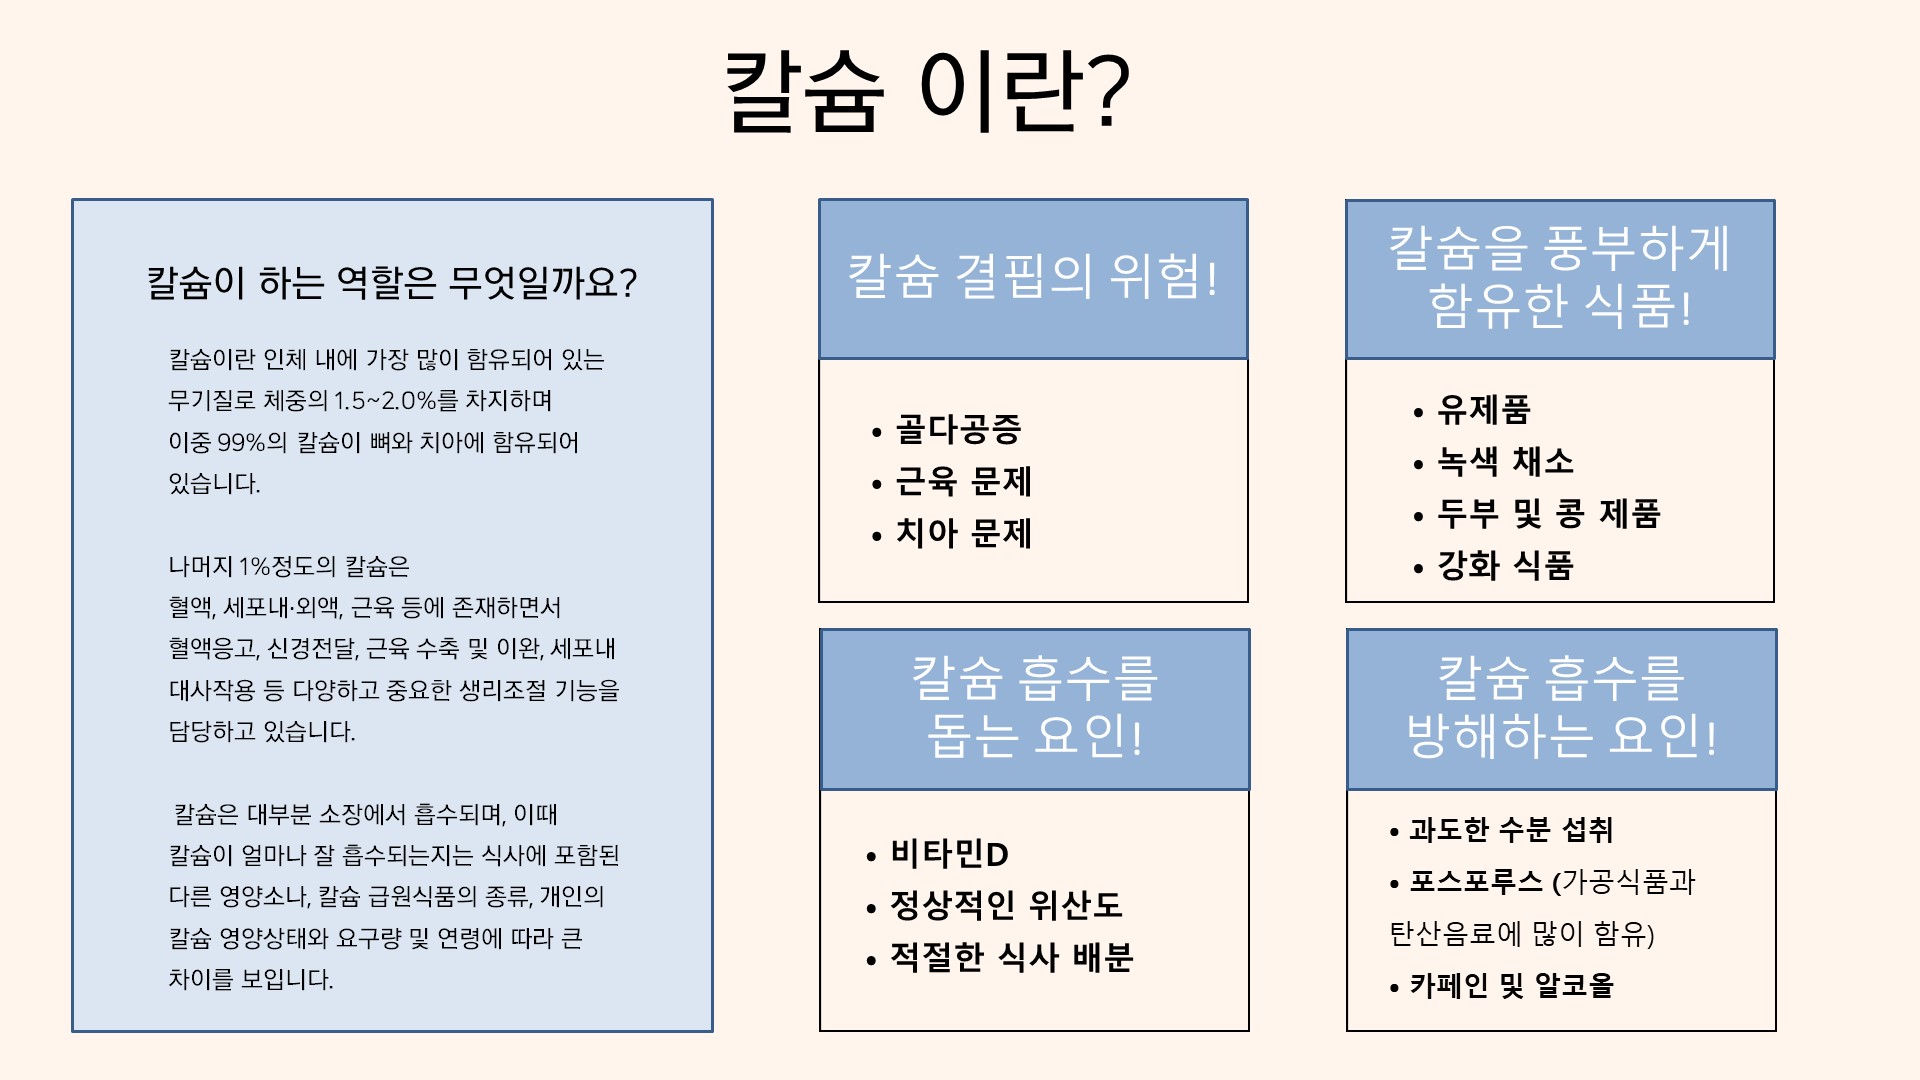 칼슘 이란?
칼슘이 하는 역할은 무엇일까요?
칼슘이란 인체 내에 가장 많이 함유되어 있는
무기질로 체중의 1.5~2.0%를 차지하며
이중 99%의 칼슘이 뼈와 치아에 함유되어
있습니다.
나머지 1%정도의 칼슘은
혈액, 세포내·외액, 근육 등에 존재하면서
혈액응고, 신경전달, 근육 수축 및 이완, 세포내
대사작용 등 다양하고 중요한 생리조절 기능을
담당하고 있습니다.
칼슘은 대부분 소장에서 흡수되며, 이때
칼슘이 얼마나 잘 흡수되는지는 식사에 포함된
다른 영양소나, 칼슘 급원식품의 종류, 개인의
칼슘 영양상태와 요구량 및 연령에 따라 큰
차이를 보입니다.
칼슘 결핍의 위험!
• 골다공증
• 근육 문제
• 치아 문제
칼슘을 풍부하게
함유한 식품!
• 유제품
• 녹색 채소
• 두부 및 콩 제품
• 강화 식품
칼슘 흡수를
돕는 요인!
• 비타민D
• 정상적인 위산도
• 적절한 식사 배분
칼슘 흡수를
방해하는 요인!
• 과도한 수분 섭취
• 포스포루스 (가공식품과
탄산음료에 많이 함유)
• 카페인 및 알코올